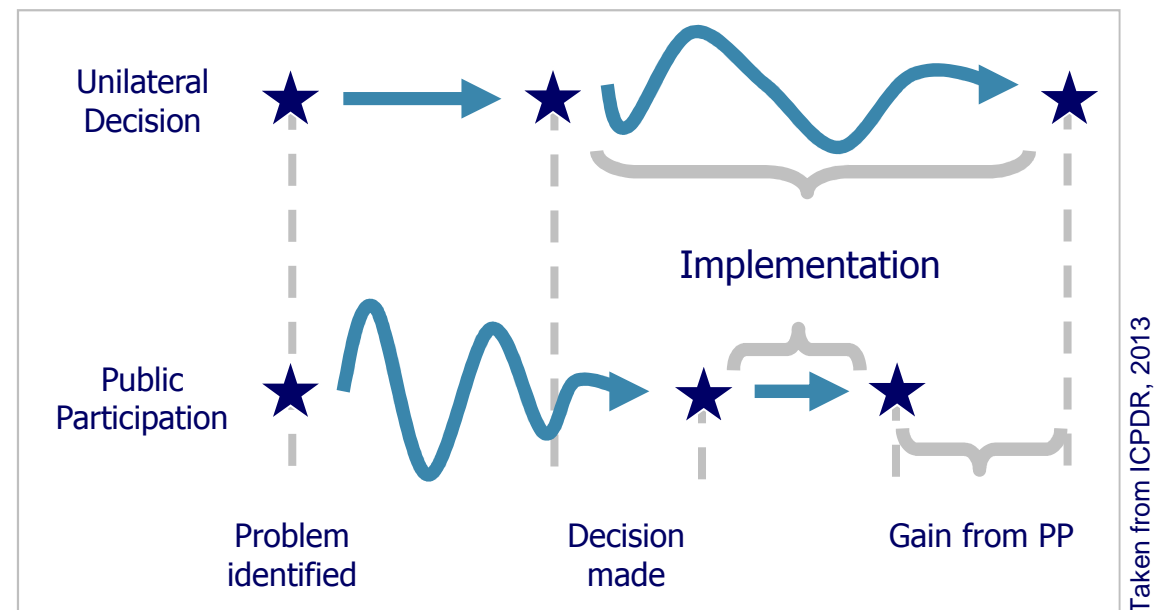 Unilateral
Decision
Implementation
Public
Participation
Problem
identified
Decision
made
Gain from PP
Taken from ICPDR, 2013